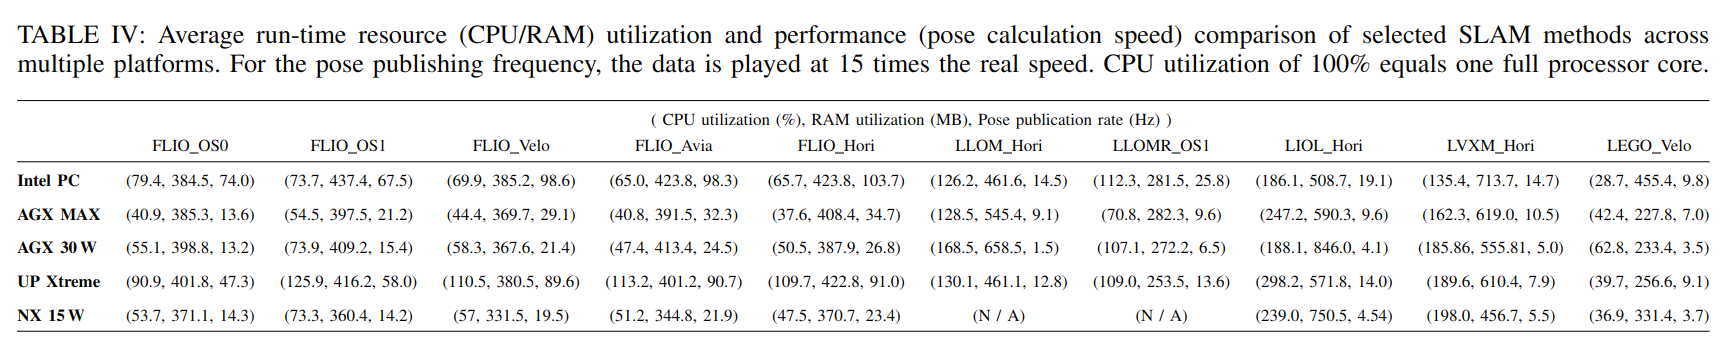 TABLE IV: Average run-time resource (CPU/RAM) utilization and performance (pose calculation speed) comparison of selected SLAM methods across
multiple platforms. For the pose publishing frequency, the data is played at 15 times the real speed. CPU utilization of 100% equals one full processor core.
( CPU utilization (%), RAM utilization (MB), Pose publication rate (Hz) )
FLIO_OS0 FLIO_OS1 FLIO_Velo FLIO_Avia FLIO_Hori LLOM_Hori LLOMR_OS1 LIOL_Hori LVXM_Hori LEGO_Velo
Intel PC (79.4, 384.5, 74.0) (73.7, 437.4, 67.5) (69.9, 385.2, 98.6) (65.0, 423.8, 98.3) (65.7, 423.8, 103.7) (126.2, 461.6, 14.5) (112.3, 281.5, 25.8) (186.1, 508.7, 19.1) (135.4, 713.7, 14.7) (28.7, 455.4, 9.8)
AGX MAX (40.9, 385.3, 13.6) (54.5, 397.5, 21.2) (44.4, 369.7, 29.1) (40.8, 391.5, 32.3) (37.6, 408.4, 34.7) (128.5, 545.4, 9.1) (70.8, 282.3, 9.6) (247.2, 590.3, 9.6) (162.3, 619.0, 10.5) (42.4, 227.8, 7.0)
AGX 30 W (55.1, 398.8, 13.2) (73.9, 409.2, 15.4) (58.3, 367.6, 21.4) (47.4, 413.4, 24.5) (50.5, 387.9, 26.8) (168.5, 658.5, 1.5) (107.1, 272.2, 6.5) (188.1, 846.0, 4.1) (185.86, 555.81, 5.0) (62.8, 233.4, 3.5)
UP Xtreme (90.9, 401.8, 47.3) (125.9, 416.2, 58.0) (110.5, 380.5, 89.6) (113.2, 401.2, 90.7) (109.7, 422.8, 91.0) (130.1, 461.1, 12.8) (109.0, 253.5, 13.6) (298.2, 571.8, 14.0) (189.6, 610.4, 7.9) (39.7, 256.6, 9.1)
NX 15 W (53.7, 371.1, 14.3) (73.3, 360.4, 14.2) (57, 331.5, 19.5) (51.2, 344.8, 21.9) (47.5, 370.7, 23.4) (N / A) (N / A) (239.0, 750.5, 4.54) (198.0, 456.7, 5.5) (36.9, 331.4, 3.7)